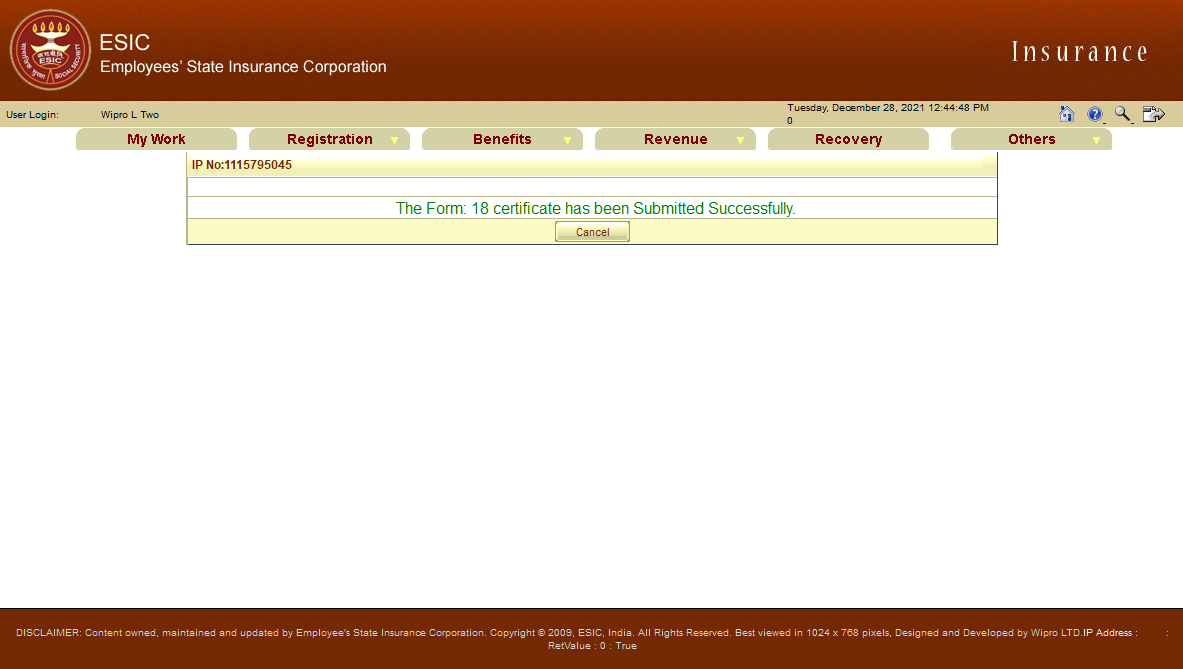 ESIC
Employees' State Insurance Corporation
Insurance
ESIC
SOCIAL SECURITY
User Login: Wipro L Two
Tuesday, December 28, 2021 12:44:48 PM
0
My Work Registration Benefits Revenue Recovery Others
IP No:1115795045
The Form: 18 certificate has been Submitted Successfully.
Cancel
DISCLAIMER: Content owned, maintained and updated by Employee's State Insurance Corporation. Copyright © 2009, ESIC, India. All Rights Reserved. Best viewed in 1024 x 768 pixels, Designed and Developed by Wipro LTD.IP Address : :
RetValue : 0 : True